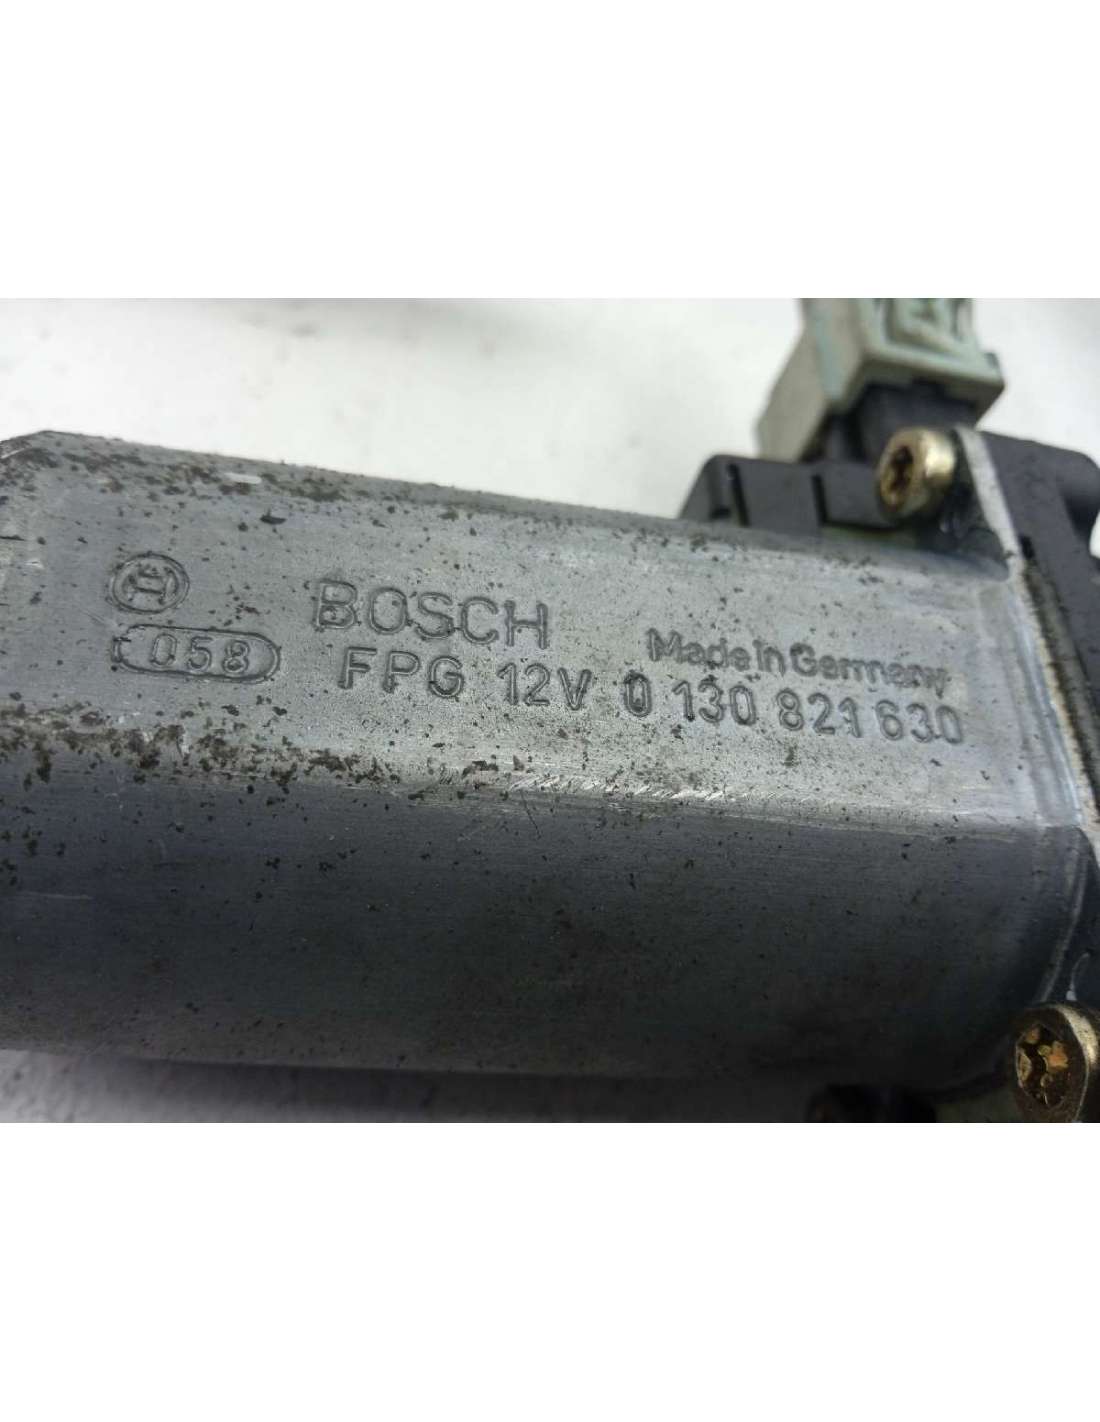 BOSCH
Made in Germany
058 FPG 12V 0 130 821 630